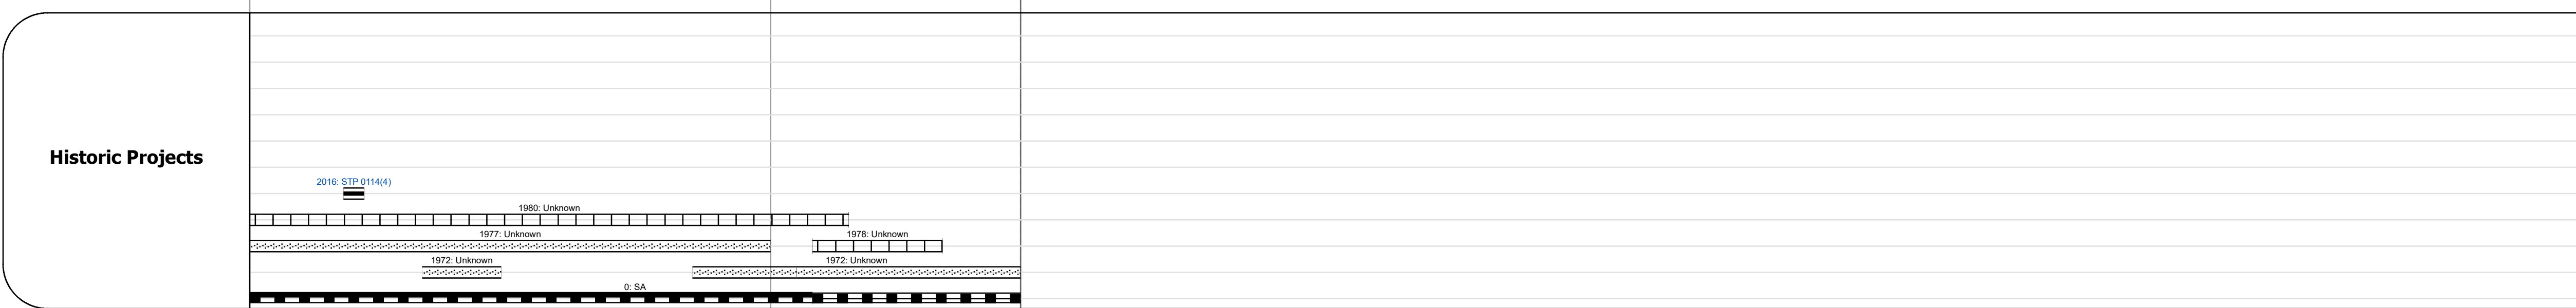 Historic Projects
2016: STP 0114(4)
1980: Unknown
1977: Unknown
1978: Unknown
1972: Unknown
1972: Unknown
0: SA